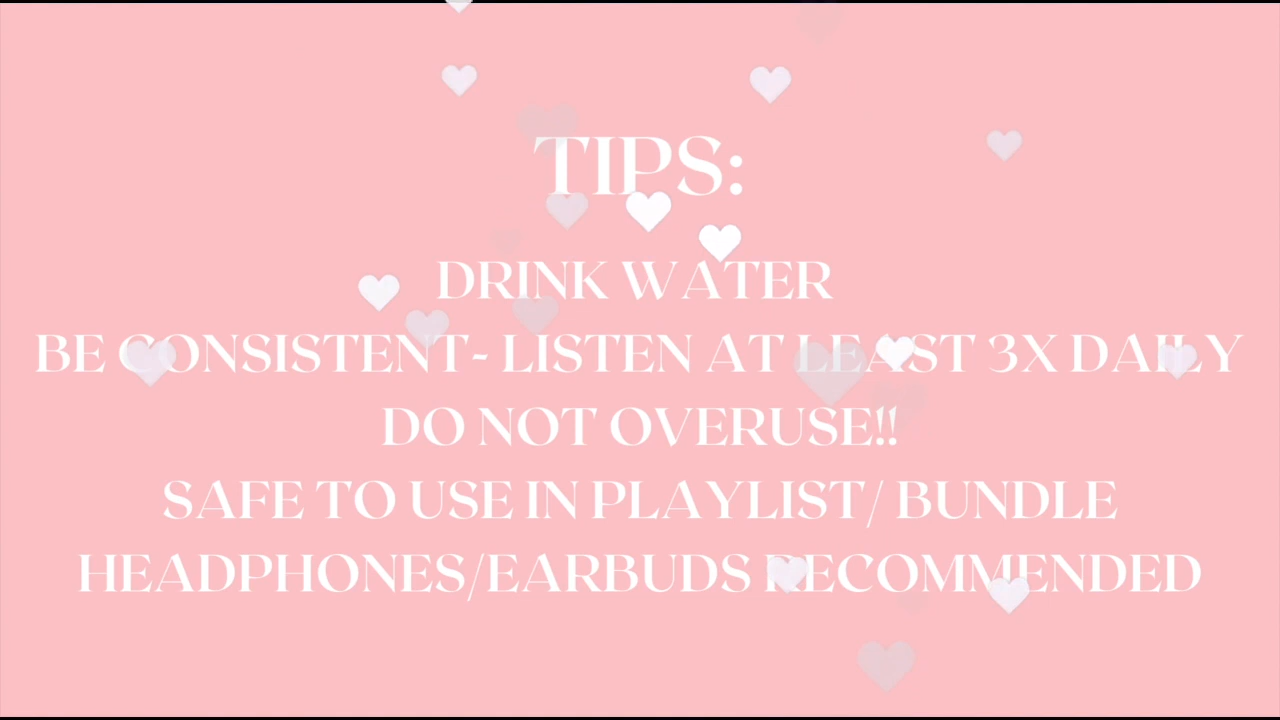 TIPS:
DRINK WATER
BE CONSISTENT- LISTEN AT LEAST 3X DAILY
DO NOT OVERUSE!!
SAFE TO USE IN PLAYLIST/ BUNDLE
HEADPHONES/EARBUDS RECOMMENDED